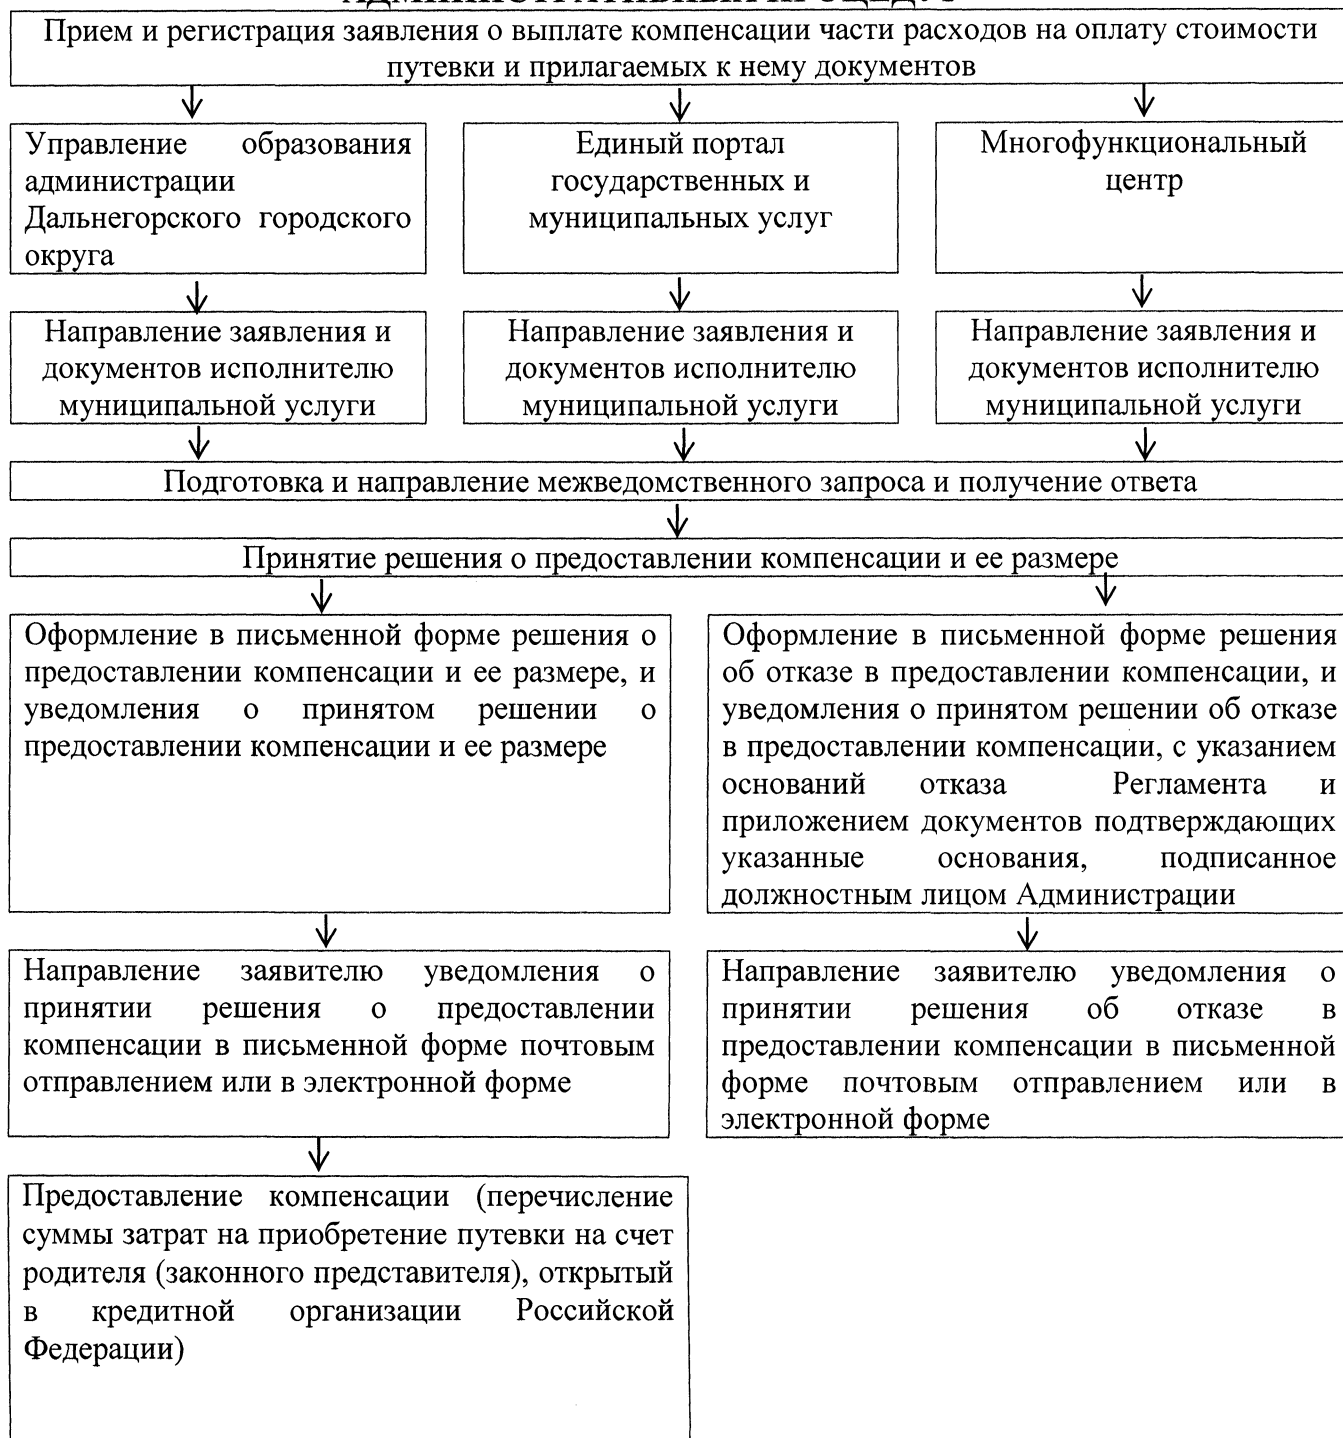 АДМИНИСТРАТИВНЫХ ПРОЦЕДУР
Прием и регистрация заявления о выплате компенсации части расходов на оплату стоимости
путевки и прилагаемых к нему документов
Управление образования
администрации
Дальнегорского городского
округа
Единый портал
государственных и
муниципальных услуг
Многофункциональный
центр
Направление заявления и
документов исполнителю
муниципальной услуги
Направление заявления и
документов исполнителю
муниципальной услуги
Направление заявления и
документов исполнителю
муниципальной услуги
Подготовка и направление межведомственного запроса и получение ответа
Принятие решения о предоставлении компенсации и ее размере
Оформление в письменной форме решения о
предоставлении компенсации и ее размере, и
уведомления о принятом решении о
предоставлении компенсации и ее размере
Оформление в письменной форме решения
об отказе в предоставлении компенсации, и
уведомления о принятом решении об отказе
в предоставлении компенсации, с указанием
оснований отказа Регламента и
приложением документов подтверждающих
указанные основания, подписанное
должностным лицом Администрации
Направление заявителю уведомления о
принятии решения о предоставлении
компенсации в письменной форме почтовым
отправлением или в электронной форме
Направление заявителю уведомления о
принятии решения об отказе в
предоставлении компенсации в письменной
форме почтовым отправлением или в
электронной форме
Предоставление компенсации (перечисление
суммы затрат на приобретение путевки на счет
родителя (законного представителя), открытый
в кредитной организации Российской
Федерации)